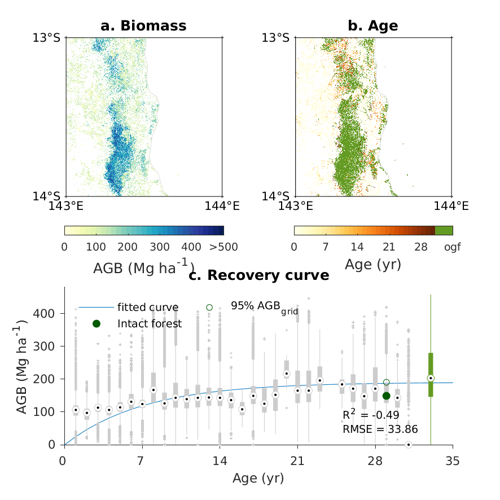 a. Biomass
b. Age
13°S
14°S
143°E
144°E
13°S
14°S
143°E
144°E
0 100 200 300 400 >500
AGB (Mg ha⁻¹)
0 7 14 21 28 ogf
Age (yr)
c. Recovery curve
fitted curve
Intact forest
95% AGB_grid
400
300
200
100
0
AGB (Mg ha⁻¹)
R² = -0.49
RMSE = 33.86
0 7 14 21 28 35
Age (yr)